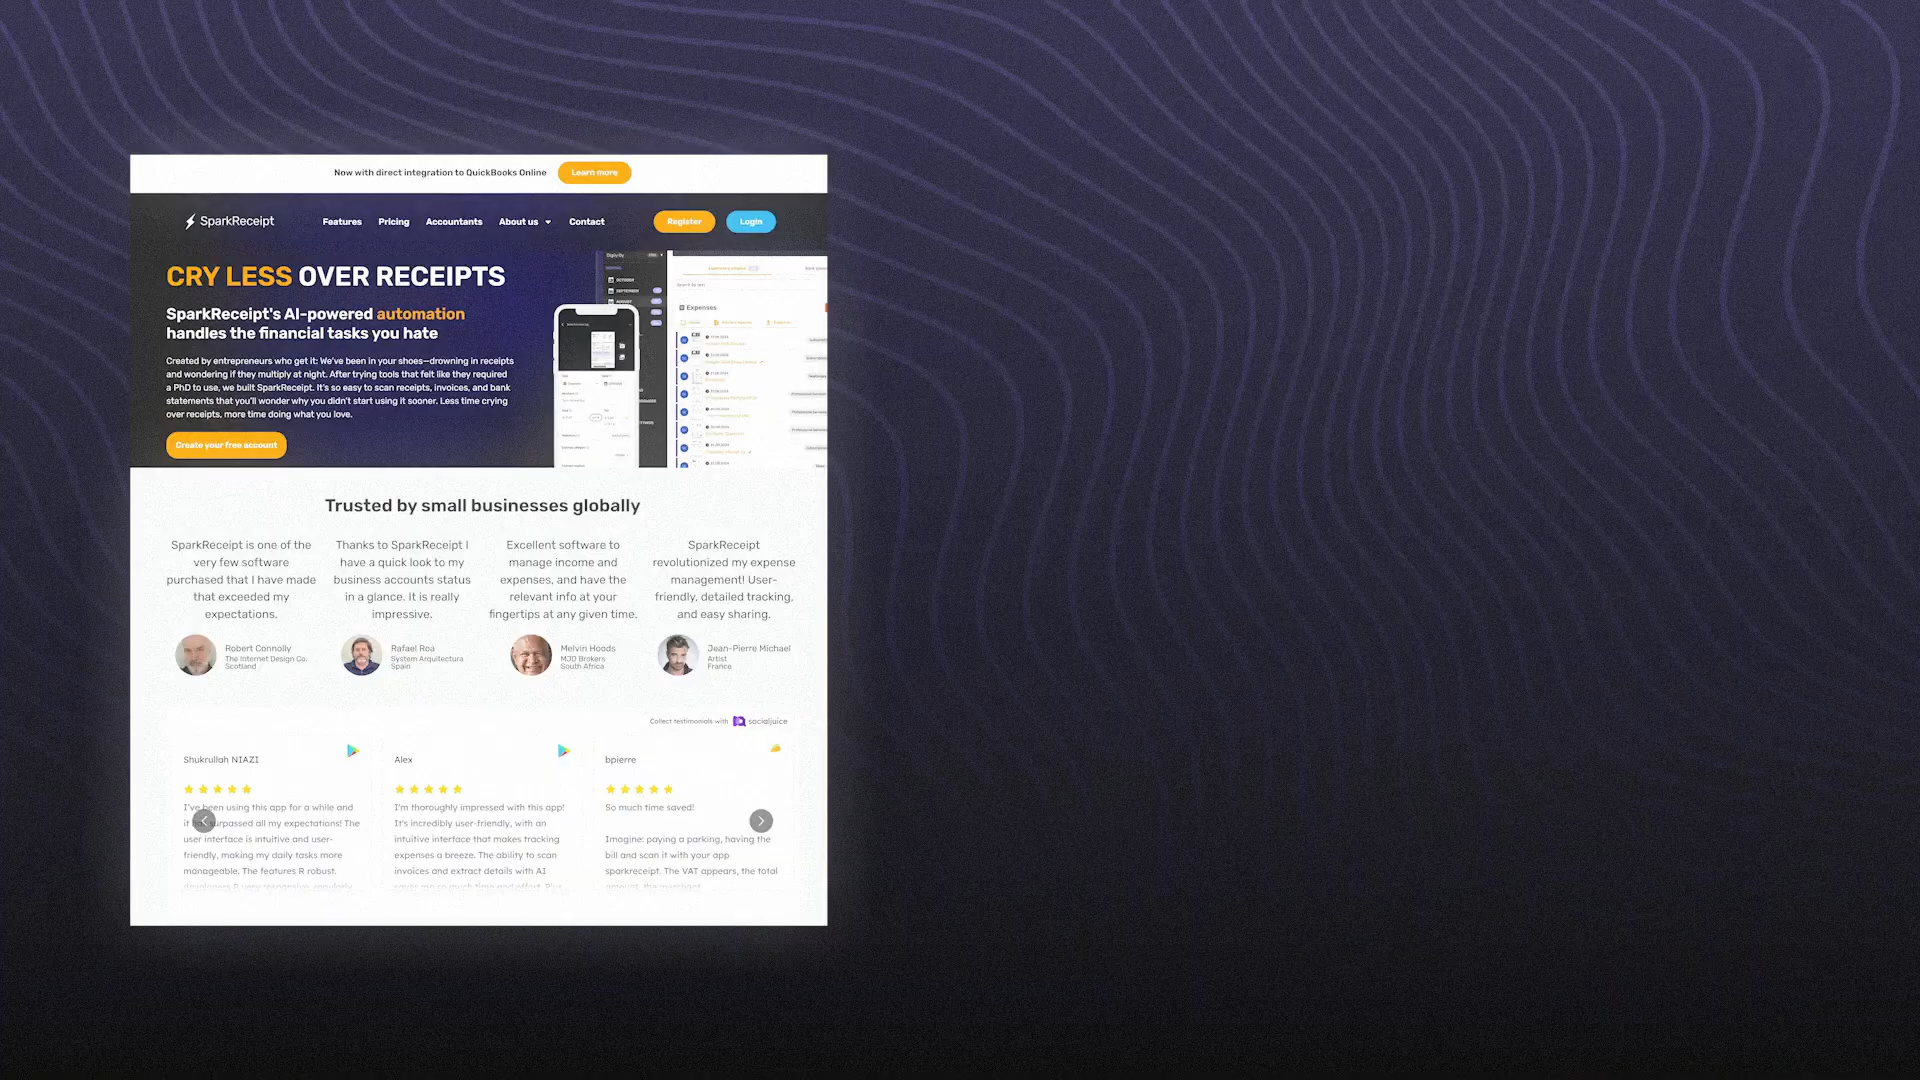 Now with direct integration to QuickBooks Online
Learn more
SparkReceipt
Features
Pricing
Accountants
About us
Contact
Register
Login
CRY LESS OVER RECEIPTS
SparkReceipt's AI-powered automation
handles the financial tasks you hate
Created by entrepreneurs who get it: We've been in your shoes—drowning in receipts
and wondering if they multiply at night. After trying tools that felt like they required
a PhD to use, we built SparkReceipt. It's so easy to scan receipts, invoices, and bank
statements that you'll wonder why you didn't start using it sooner. Less time crying
over receipts, more time doing what you love.
Create your free account
OCTOBER
SEPTEMBER
AUGUST
Expenses
Trusted by small businesses globally
SparkReceipt is one of the
very few software
purchased that I have made
that exceeded my
expectations.
Robert Connolly
The Internet Design Co.
Scotland
Thanks to SparkReceipt I
have a quick look to my
business accounts status
in a glance. It is really
impressive.
Rafael Roa
System Arquitectura
Spain
Excellent software to
manage income and
expenses, and have the
relevant info at your
fingertips at any given time.
Melvin Hoods
MJD Brokers
South Africa
SparkReceipt
revolutionized my expense
management! User-
friendly, detailed tracking,
and easy sharing.
Jean-Pierre Michael
Artist
France
Collect testimonials with socialjuice
Shukrullah NIAZI
I've been using this app for a while and
it has surpassed all my expectations! The
user interface is intuitive and user-
friendly, making my daily tasks more
manageable. The features R robust.
Alex
I'm thoroughly impressed with this app!
It's incredibly user-friendly, with an
intuitive interface that makes tracking
expenses a breeze. The ability to scan
invoices and extract details with AI
bpierre
So much time saved!
Imagine: paying a parking, having the
bill and scan it with your app
sparkreceipt. The VAT appears, the total